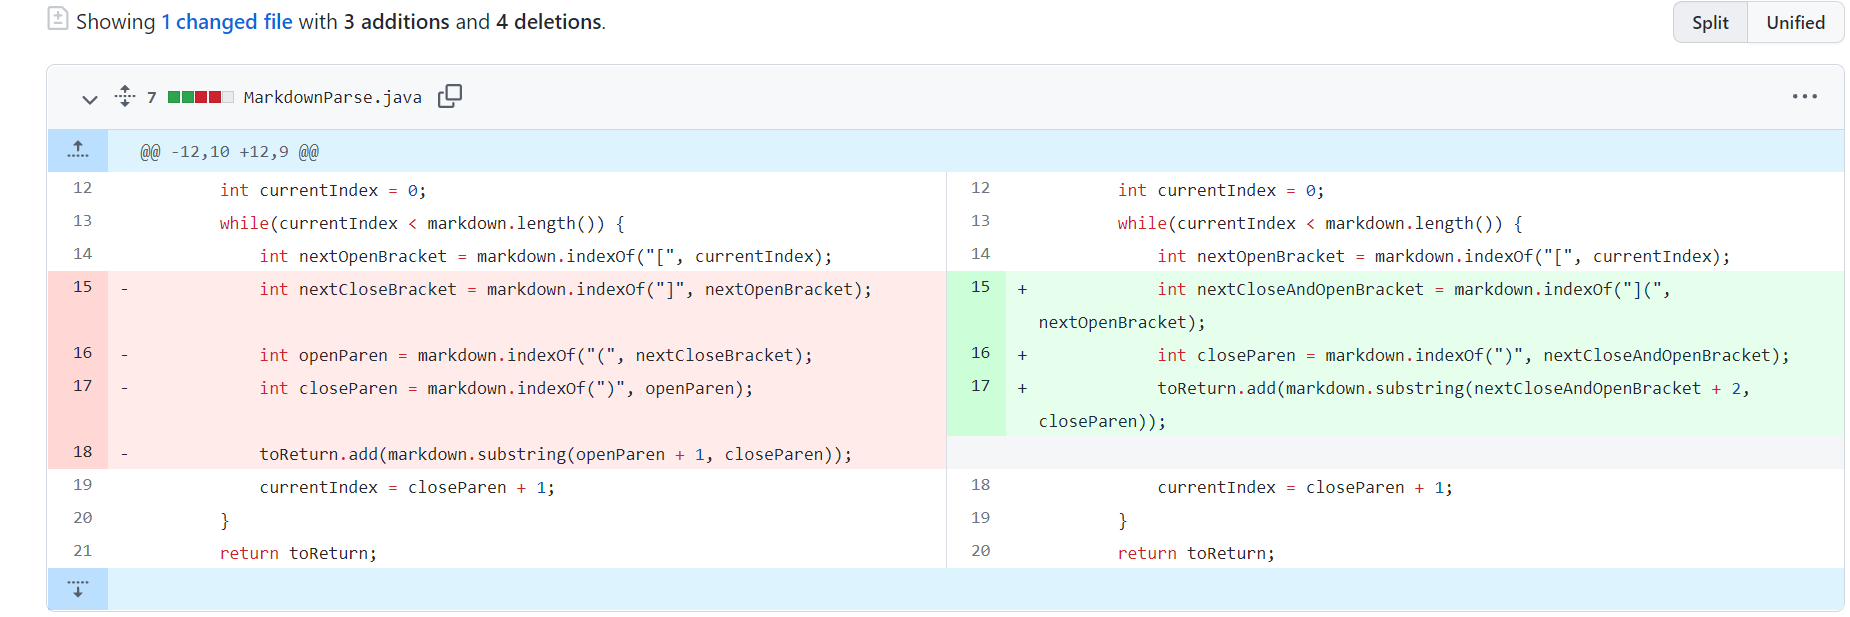 Showing 1 changed file with 3 additions and 4 deletions.
Split Unified
7 MarkdownParse.java
@@ -12,10 +12,9 @@
12 int currentIndex = 0;
13 while(currentIndex < markdown.length()) {
14 int nextOpenBracket = markdown.indexOf("[", currentIndex);
15 - int nextCloseBracket = markdown.indexOf("]", nextOpenBracket);
16 - int openParen = markdown.indexOf("(", nextCloseBracket);
17 - int closeParen = markdown.indexOf(")", openParen);
18 - toReturn.add(markdown.substring(openParen + 1, closeParen));
19 currentIndex = closeParen + 1;
20 }
21 return toReturn;
12 int currentIndex = 0;
13 while(currentIndex < markdown.length()) {
14 int nextOpenBracket = markdown.indexOf("[", currentIndex);
15 + int nextCloseAndOpenBracket = markdown.indexOf("](",
nextOpenBracket);
16 + int closeParen = markdown.indexOf(")", nextCloseAndOpenBracket);
17 + toReturn.add(markdown.substring(nextCloseAndOpenBracket + 2,
closeParen));
18 currentIndex = closeParen + 1;
19 }
20 return toReturn;